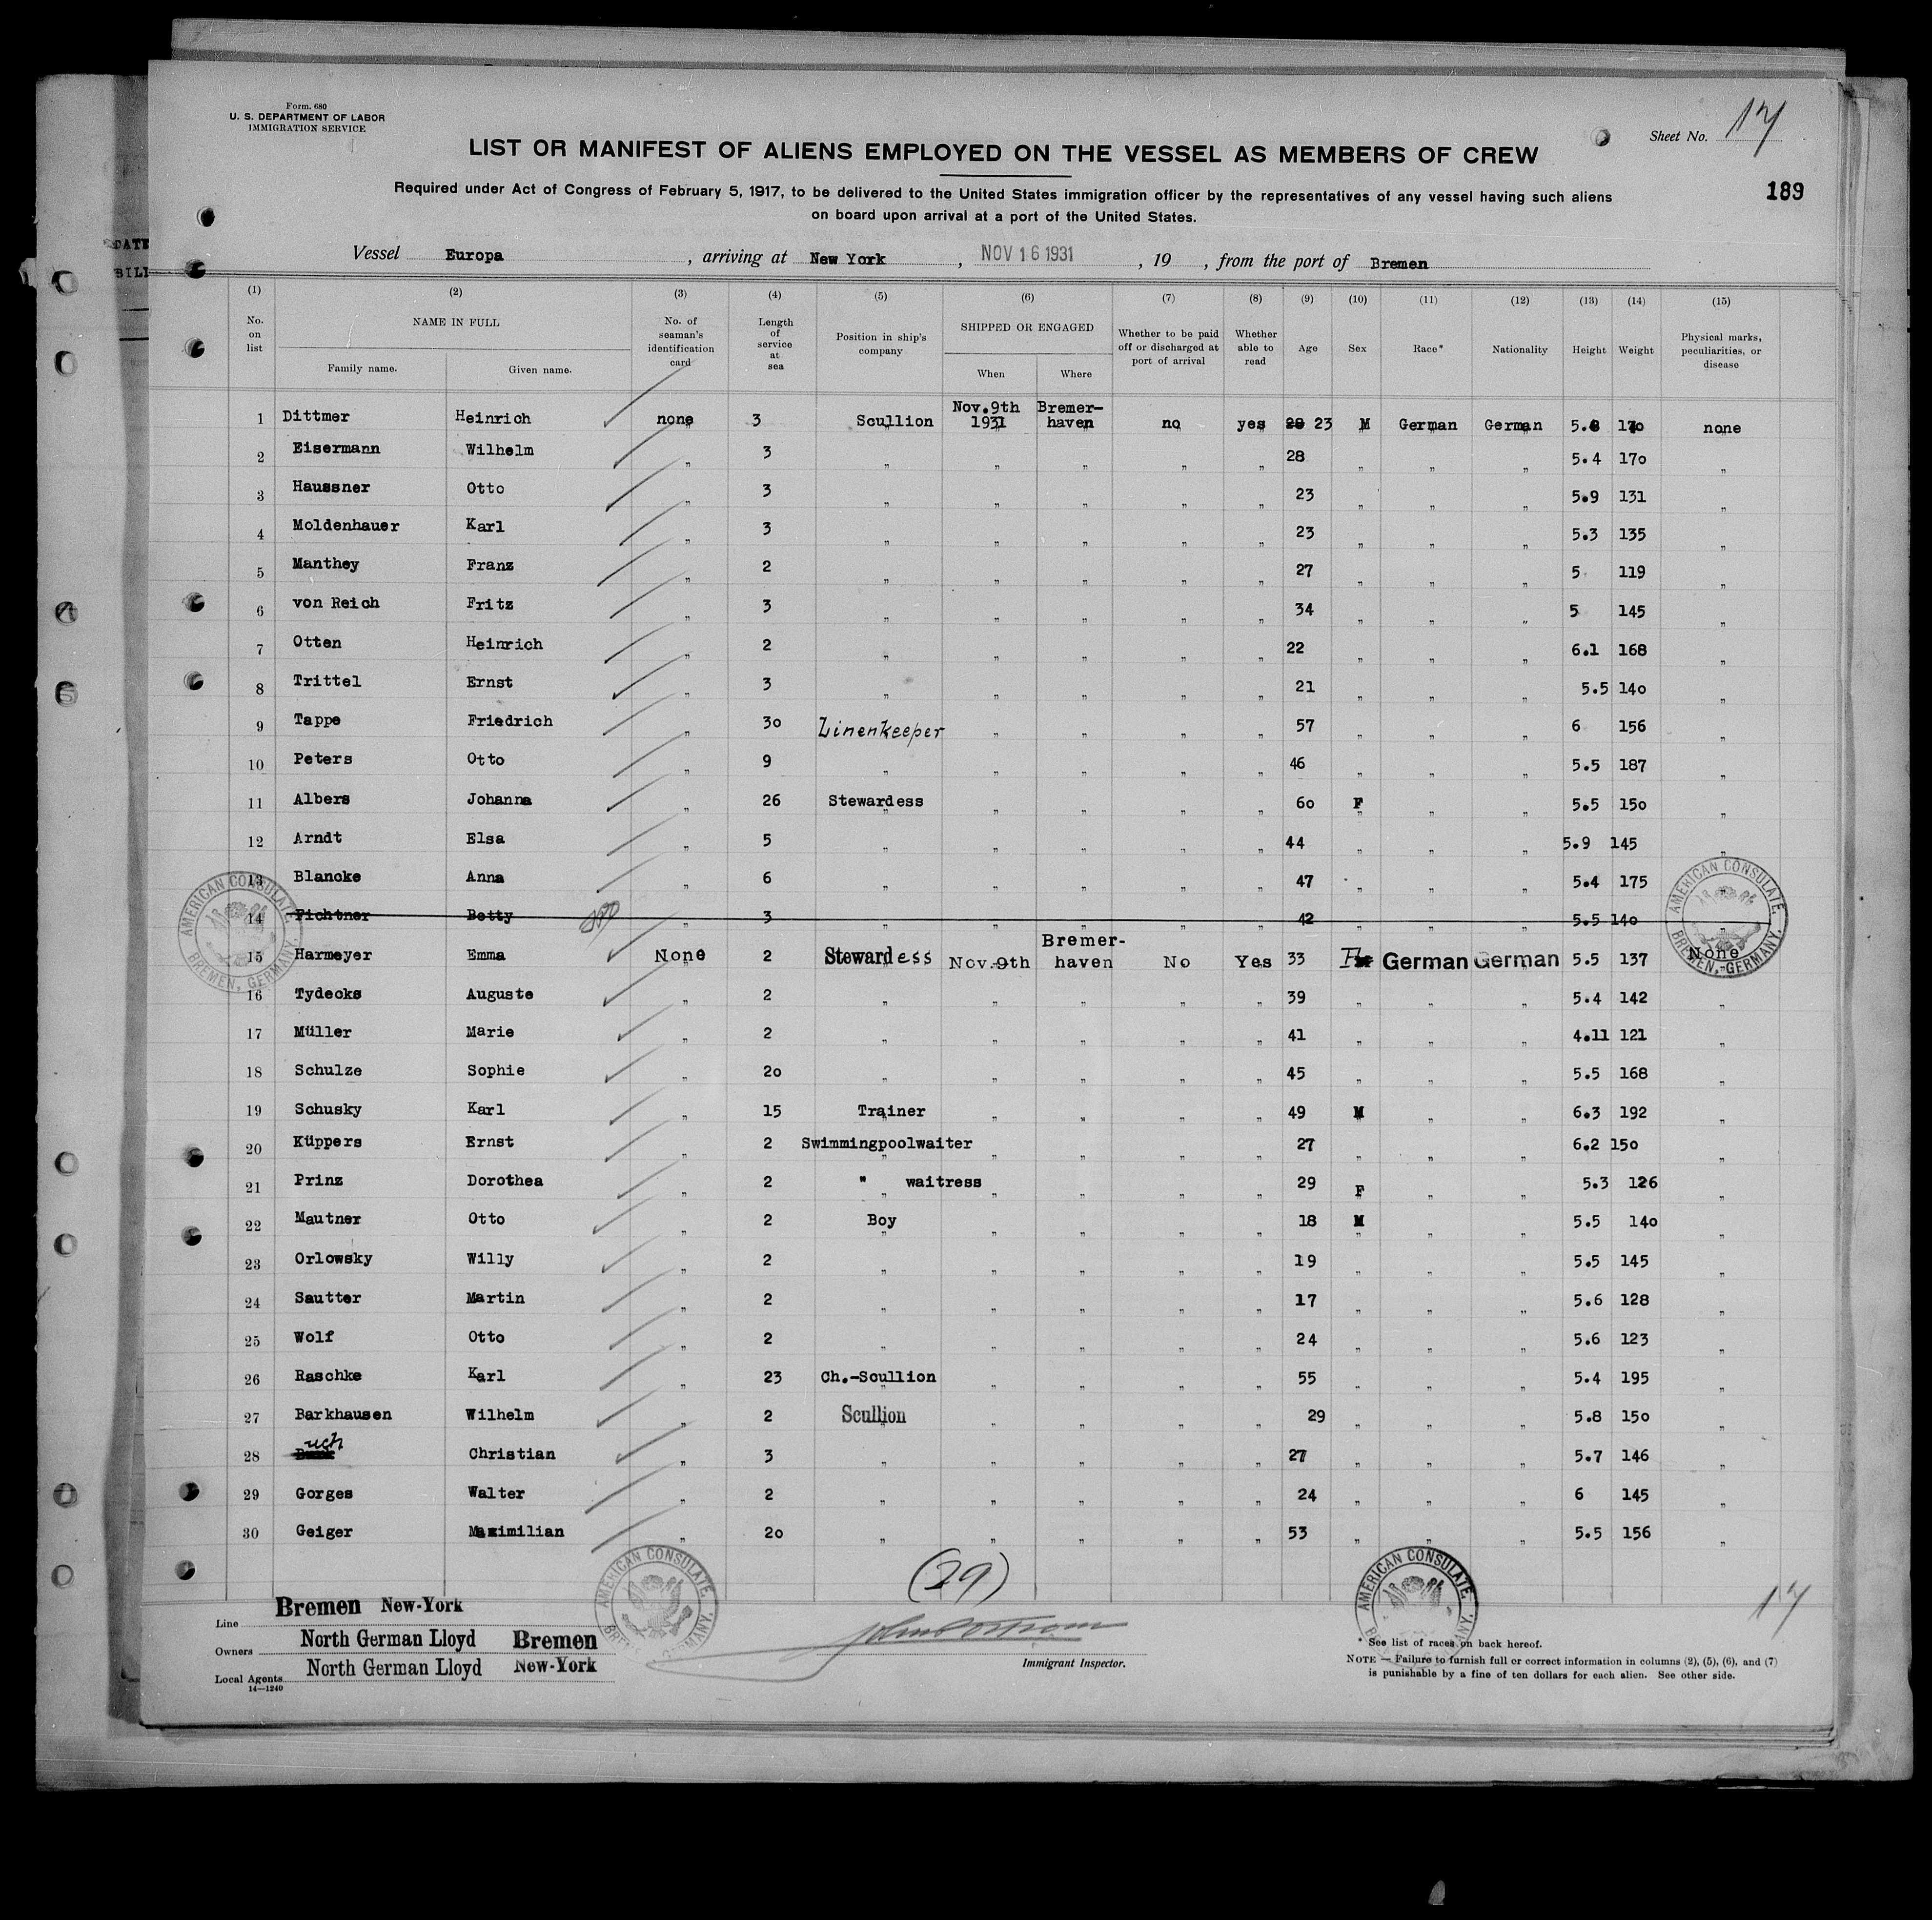 Form. 680
U. S. DEPARTMENT OF LABOR
IMMIGRATION SERVICE
Sheet No. 17
LIST OR MANIFEST OF ALIENS EMPLOYED ON THE VESSEL AS MEMBERS OF CREW
189
Required under Act of Congress of February 5, 1917, to be delivered to the United States immigration officer by the representatives of any vessel having such aliens
on board upon arrival at a port of the United States.
DATE
Vessel Europa , arriving at New York , NOV 16 1931 , 19 , from the port of Bremen
(1) (2) (3) (4) (5) (6) (7) (8) (9) (10) (11) (12) (13) (14) (15)
No. on list NAME IN FULL Family name. Given name. No. of seaman's identification card Length of service at sea Position in ship's company SHIPPED OR ENGAGED When Where Whether to be paid off or discharged at port of arrival Whether able to read Age Sex Race* Nationality Height Weight Physical marks, peculiarities, or disease
1 Dittmer Heinrich none 3 Scullion Nov.9th 1931 Bremer-haven no yes 23 M German German 5.8 170 none
2 Eisermann Wilhelm " 3 " " " " " 28 " " " 5.4 170 "
3 Haussner Otto " 3 " " " " " 23 " " " 5.9 131 "
4 Moldenhauer Karl " 3 " " " " " 23 " " " 5.3 135 "
5 Manthey Franz " 2 " " " " " 27 " " " 5 119 "
6 von Reich Fritz " 3 " " " " " 34 " " " 5 145 "
7 Otten Heinrich " 2 " " " " " 22 " " " 6.1 168 "
8 Trittel Ernst " 3 " " " " " 21 " " " 5.5 140 "
9 Tappe Friedrich " 30 Linenkeeper " " " " 57 " " " 6 156 "
10 Peters Otto " 9 " " " " " 46 " " " 5.5 187 "
11 Albers Johanna " 26 Stewardess " " " " 60 F " " 5.5 150 "
12 Arndt Elsa " 5 " " " " " 44 " " " 5.9 145 "
13 Blancke Anna " 6 " " " " " 47 " " " 5.4 175 "
14 Fichtner Betty " 3 " " " " " 42 " " " 5.5 140 "
15 Harmeyer Emma None 2 Stewardess Nov.9th Bremer-haven No Yes 33 F German German 5.5 137 None
16 Tydecks Auguste " 2 " " " " " 39 " " " 5.4 142 "
17 Müller Marie " 2 " " " " " 41 " " " 4.11 121 "
18 Schulze Sophie " 20 " " " " " 45 " " " 5.5 168 "
19 Schusky Karl " 15 Trainer " " " " 49 M " " 6.3 192 "
20 Küppers Ernst " 2 Swimmingpoolwaiter " " " " 27 " " " 6.2 150 "
21 Prinz Dorothea " 2 " waitress " " " " 29 F " " 5.3 126 "
22 Mautner Otto " 2 Boy " " " " 18 M " " 5.5 140 "
23 Orlowsky Willy " 2 " " " " " 19 " " " 5.5 145 "
24 Sautter Martin " 2 " " " " " 17 " " " 5.6 128 "
25 Wolf Otto " 2 " " " " " 24 " " " 5.6 123 "
26 Raschke Karl " 23 Ch.-Scullion " " " " 55 " " " 5.4 195 "
27 Barkhausen Wilhelm " 2 Scullion " " " " 29 " " " 5.8 150 "
28 Christian " 3 " " " " " 27 " " " 5.7 146 "
29 Gorges Walter " 2 " " " " " 24 " " " 6 145 "
30 Geiger Maximilian " 20 " " " " " 53 " " " 5.5 156 "
AMERICAN CONSULATE, BREMEN, GERMANY.
AMERICAN CONSULATE, BREMEN, GERMANY.
AMERICAN CONSULATE,
AMERICAN CONSULATE,
(29)
17
Line Bremen New-York
Owners North German Lloyd Bremen
Local Agents North German Lloyd New-York
14—1240
Immigrant Inspector.
* See list of races on back hereof.
NOTE — Failure to furnish full or correct information in columns (2), (5), (6), and (7)
is punishable by a fine of ten dollars for each alien. See other side.